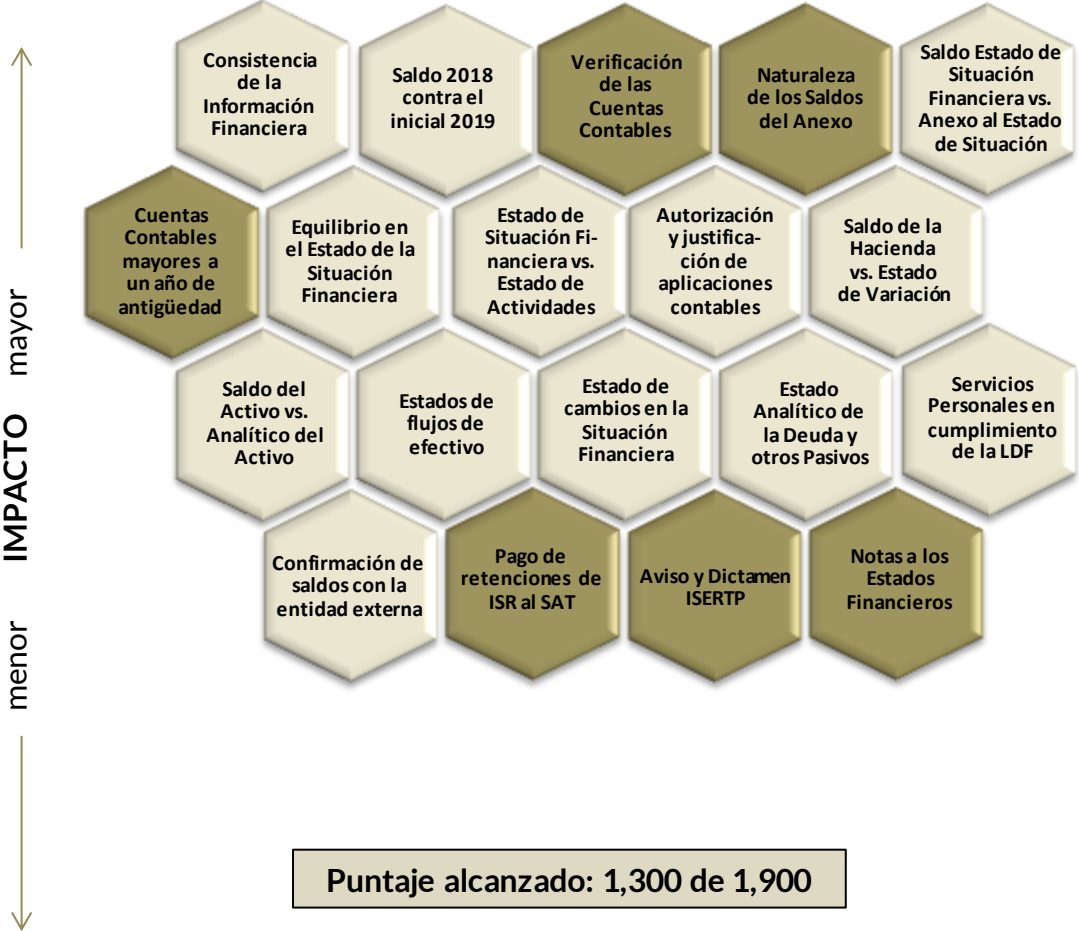 Consistencia
de la
Información
Financiera
Saldo 2018
contra el
inicial 2019
Verificación
de las
Cuentas
Contables
Naturaleza
de los Saldos
del Anexo
Saldo Estado de
Situación
Financiera vs.
Anexo al Estado
de Situación
Cuentas
Contables
mayores a
un año de
antigüedad
Equilibrio en
el Estado de la
Situación
Financiera
Estado de
Situación Fi-
nanciera vs.
Estado de
Actividades
Autorización
y justifica-
ción de
aplicaciones
contables
Saldo de la
Hacienda
vs. Estado
de Variación
Saldo del
Activo vs.
Analítico del
Activo
Estados de
flujos de
efectivo
Estado de
cambios en la
Situación
Financiera
Estado
Analítico de
la Deuda y
otros Pasivos
Servicios
Personales en
cumplimiento
de la LDF
Confirmación de
saldos con la
entidad externa
Pago de
retenciones de
ISR al SAT
Aviso y Dictamen
ISERTP
Notas a los
Estados
Financieros
menor IMPACTO mayor
Puntaje alcanzado: 1,300 de 1,900